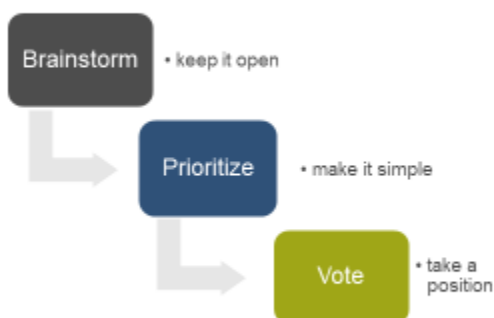 Brainstorm
• keep it open
Prioritize
• make it simple
Vote
• take a
position